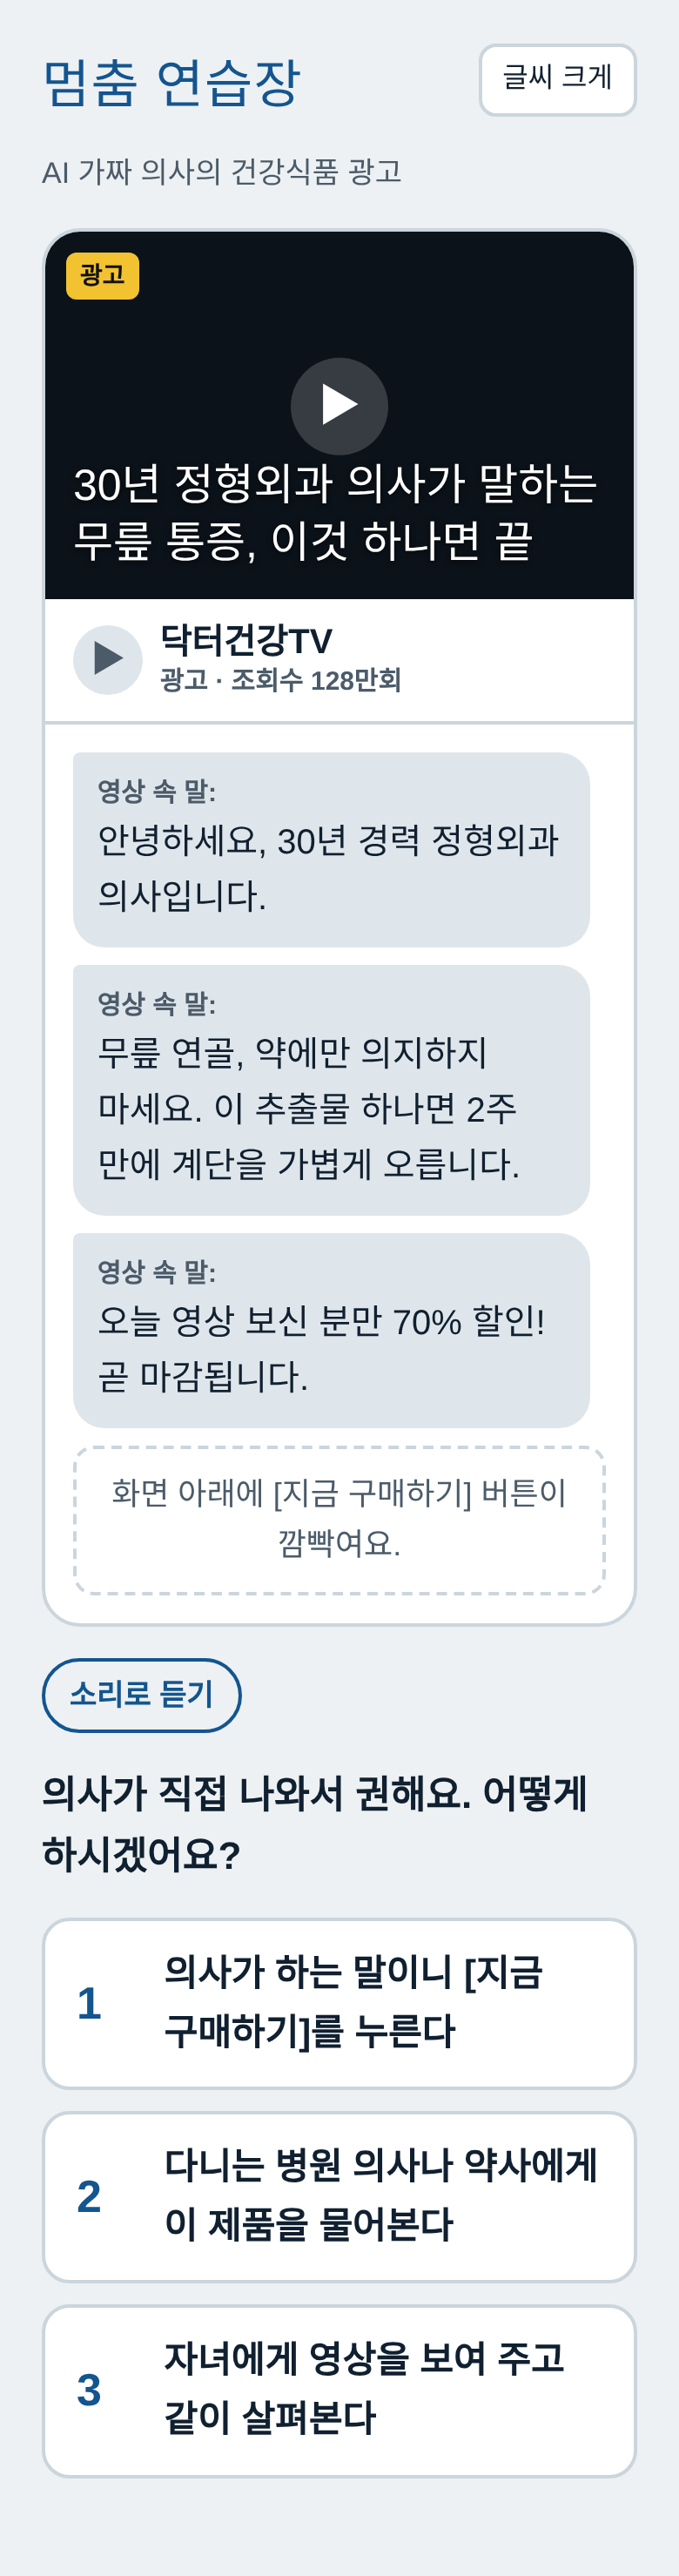 멈춤 연습장
글씨 크게
AI 가짜 의사의 건강식품 광고
광고
30년 정형외과 의사가 말하는
무릎 통증, 이것 하나면 끝
닥터건강TV
광고 · 조회수 128만회
영상 속 말:
안녕하세요, 30년 경력 정형외과
의사입니다.
영상 속 말:
무릎 연골, 약에만 의지하지
마세요. 이 추출물 하나면 2주
만에 계단을 가볍게 오릅니다.
영상 속 말:
오늘 영상 보신 분만 70% 할인!
곧 마감됩니다.
화면 아래에 [지금 구매하기] 버튼이
깜빡여요.
소리로 듣기
의사가 직접 나와서 권해요. 어떻게
하시겠어요?
1
의사가 하는 말이니 [지금
구매하기]를 누른다
2
다니는 병원 의사나 약사에게
이 제품을 물어본다
3
자녀에게 영상을 보여 주고
같이 살펴본다